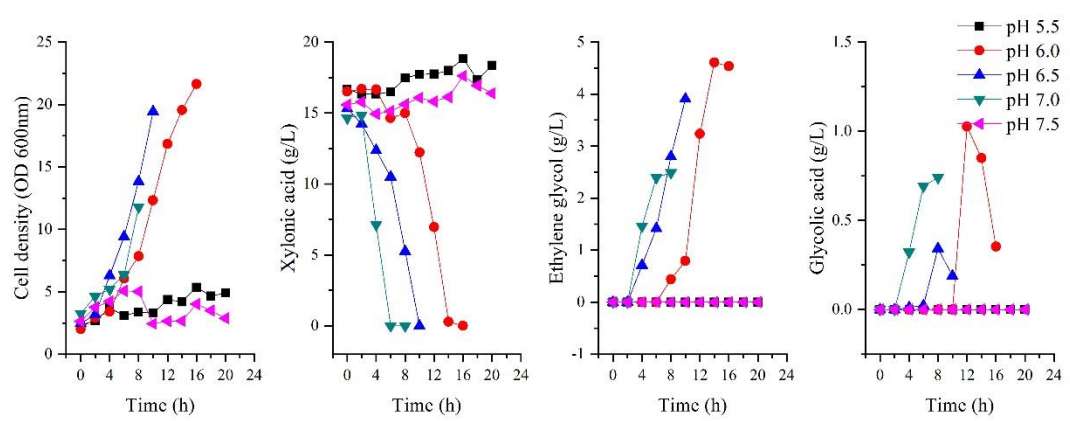 Cell density (OD 600nm)
25
20
15
10
5
0
0 4 8 12 16 20 24
Time (h)
Xylonic acid (g/L)
20
15
10
5
0
0 4 8 12 16 20 24
Time (h)
Ethylene glycol (g/L)
5
4
3
2
1
0
-1
0 4 8 12 16 20 24
Time (h)
Glycolic acid (g/L)
1.5
1.0
0.5
0.0
0 4 8 12 16 20 24
Time (h)
pH 5.5
pH 6.0
pH 6.5
pH 7.0
pH 7.5